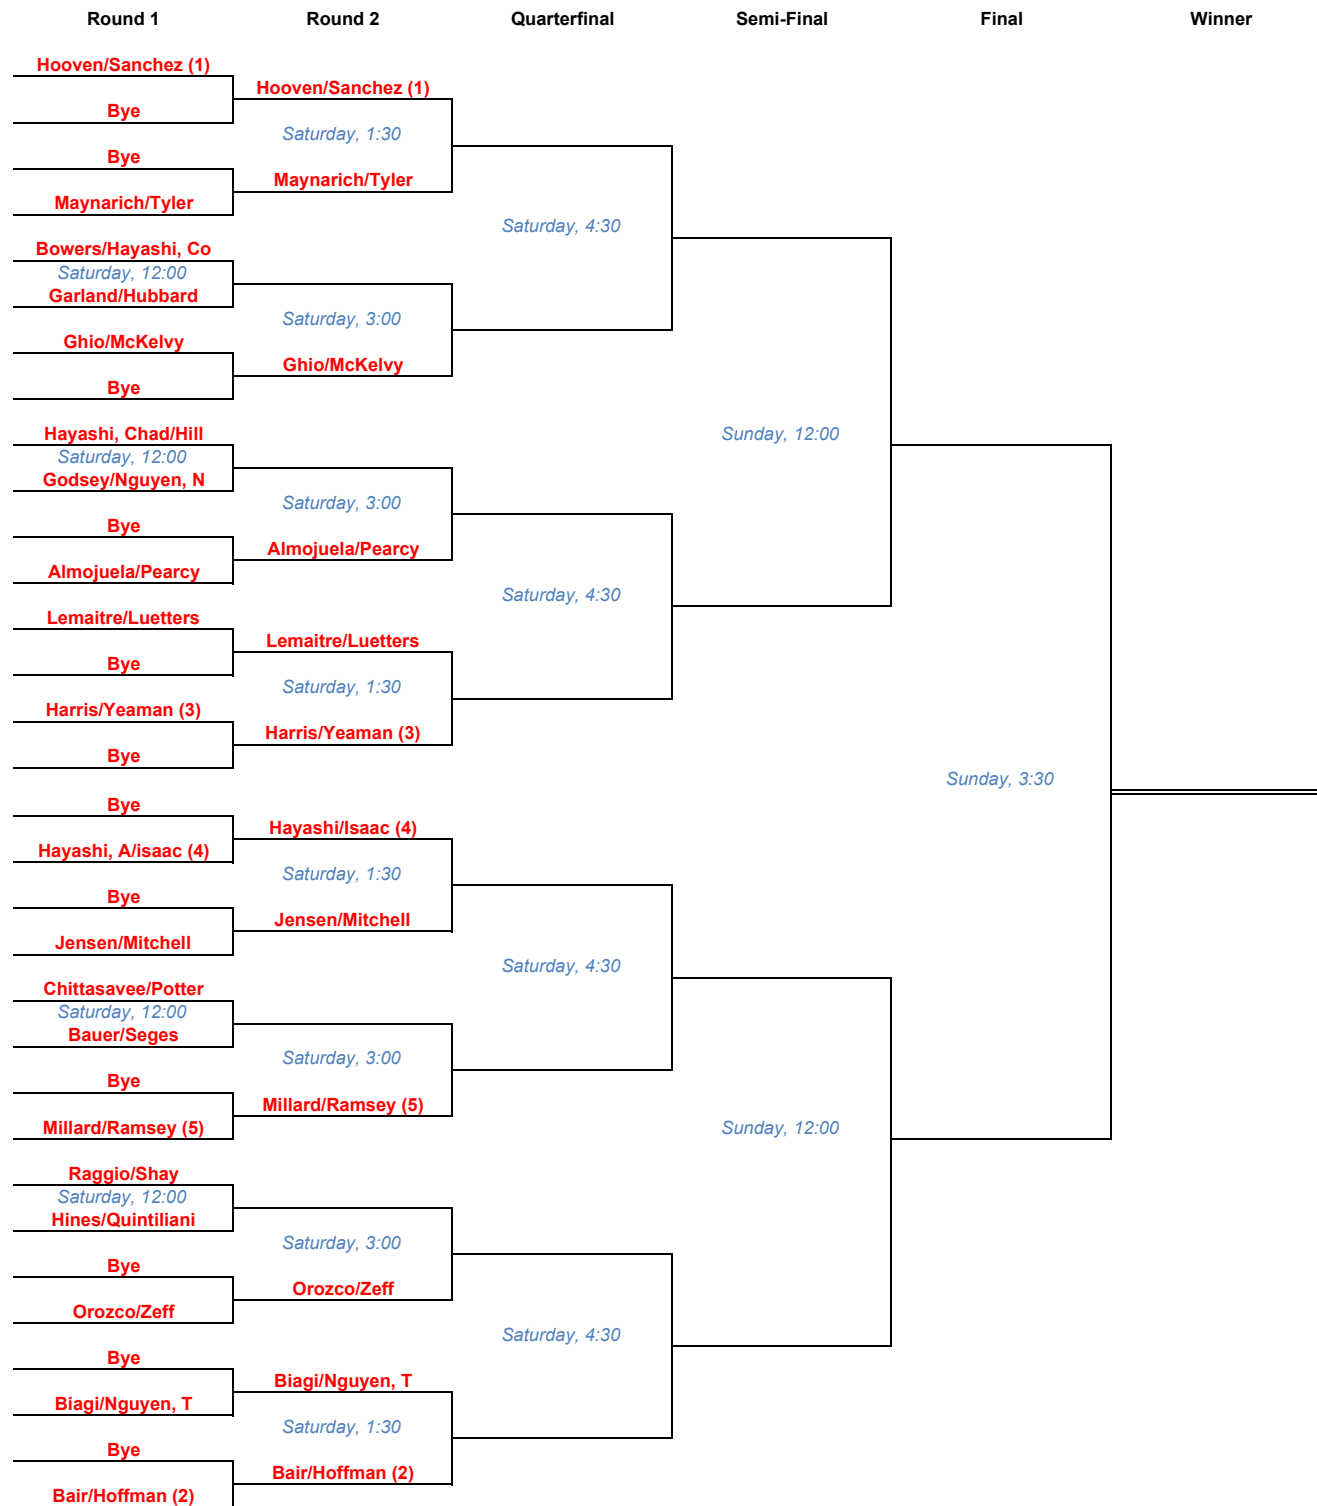 Round 1 Round 2 Quarterfinal Semi-Final Final Winner
Hooven/Sanchez (1)
Bye
Bye
Maynarich/Tyler
Bowers/Hayashi, Co
Saturday, 12:00
Garland/Hubbard
Ghio/McKelvy
Bye
Hayashi, Chad/Hill
Saturday, 12:00
Godsey/Nguyen, N
Bye
Almojuela/Pearcy
Lemaitre/Luetters
Bye
Harris/Yeaman (3)
Bye
Bye
Hayashi, A/isaac (4)
Bye
Jensen/Mitchell
Chittasavee/Potter
Saturday, 12:00
Bauer/Seges
Bye
Millard/Ramsey (5)
Raggio/Shay
Saturday, 12:00
Hines/Quintiliani
Bye
Orozco/Zeff
Bye
Biagi/Nguyen, T
Bye
Bair/Hoffman (2)
Hooven/Sanchez (1)
Saturday, 1:30
Maynarich/Tyler
Saturday, 3:00
Ghio/McKelvy
Saturday, 3:00
Almojuela/Pearcy
Lemaitre/Luetters
Saturday, 1:30
Harris/Yeaman (3)
Hayashi/Isaac (4)
Saturday, 1:30
Jensen/Mitchell
Saturday, 3:00
Millard/Ramsey (5)
Saturday, 3:00
Orozco/Zeff
Biagi/Nguyen, T
Saturday, 1:30
Bair/Hoffman (2)
Saturday, 4:30
Saturday, 4:30
Saturday, 4:30
Saturday, 4:30
Sunday, 12:00
Sunday, 12:00
Sunday, 3:30